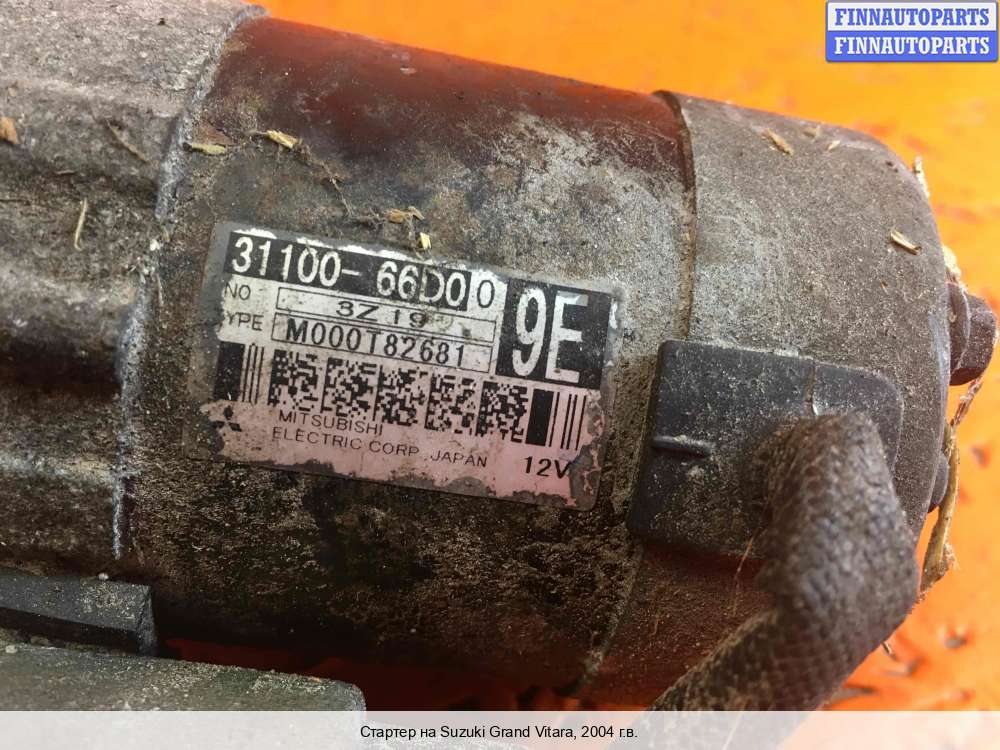 FINNAUTOPARTS
FINNAUTOPARTS
31100-66D00
9E
NO 3Z19
TYPE M000T82681
MITSUBISHI
ELECTRIC CORP. JAPAN 12V
TE
Стартер на Suzuki Grand Vitara, 2004 г.в.